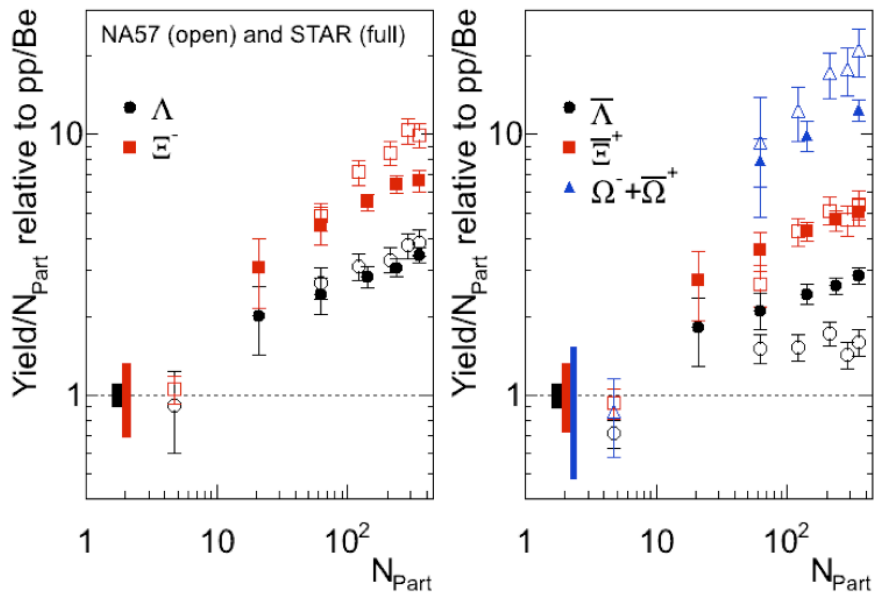 Yield/N_Part relative to pp/Be
NA57 (open) and STAR (full)
Λ
Ξ⁻
10
1
1
10
10²
N_Part
Yield/N_Part relative to pp/Be
Λ̅
Ξ̅⁺
Ω⁻+Ω̅⁺
10
1
1
10
10²
N_Part